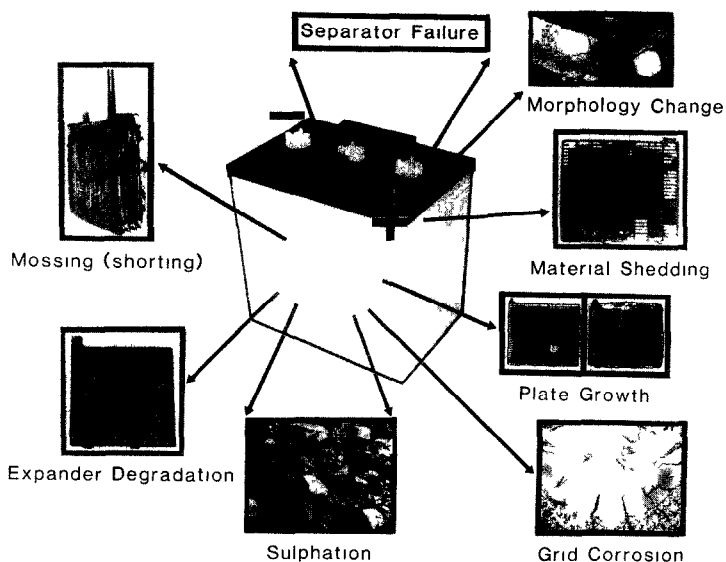 Separator Failure
Morphology Change
Mossing (shorting)
Material Shedding
Plate Growth
Expander Degradation
Sulphation
Grid Corrosion